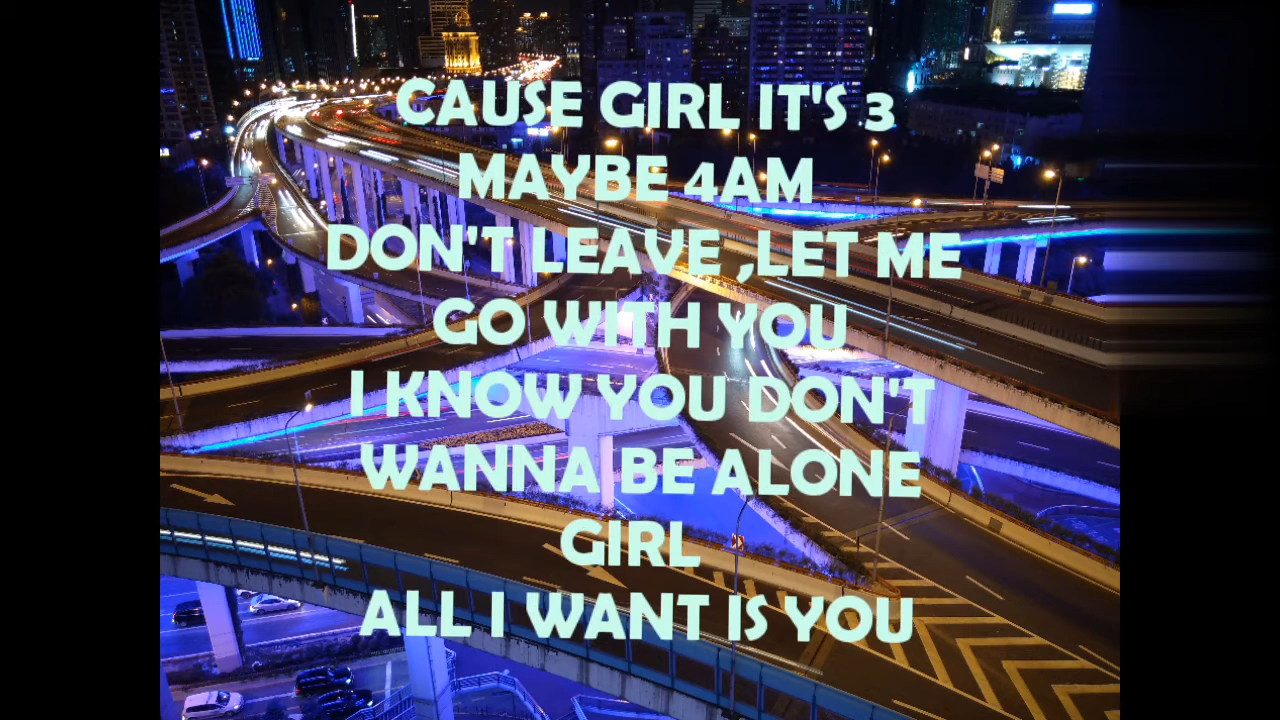 CAUSE GIRL IT'S 3
MAYBE 4AM
DON'T LEAVE ,LET ME
GO WITH YOU
I KNOW YOU DON'T
WANNA BE ALONE
GIRL
ALL I WANT IS YOU